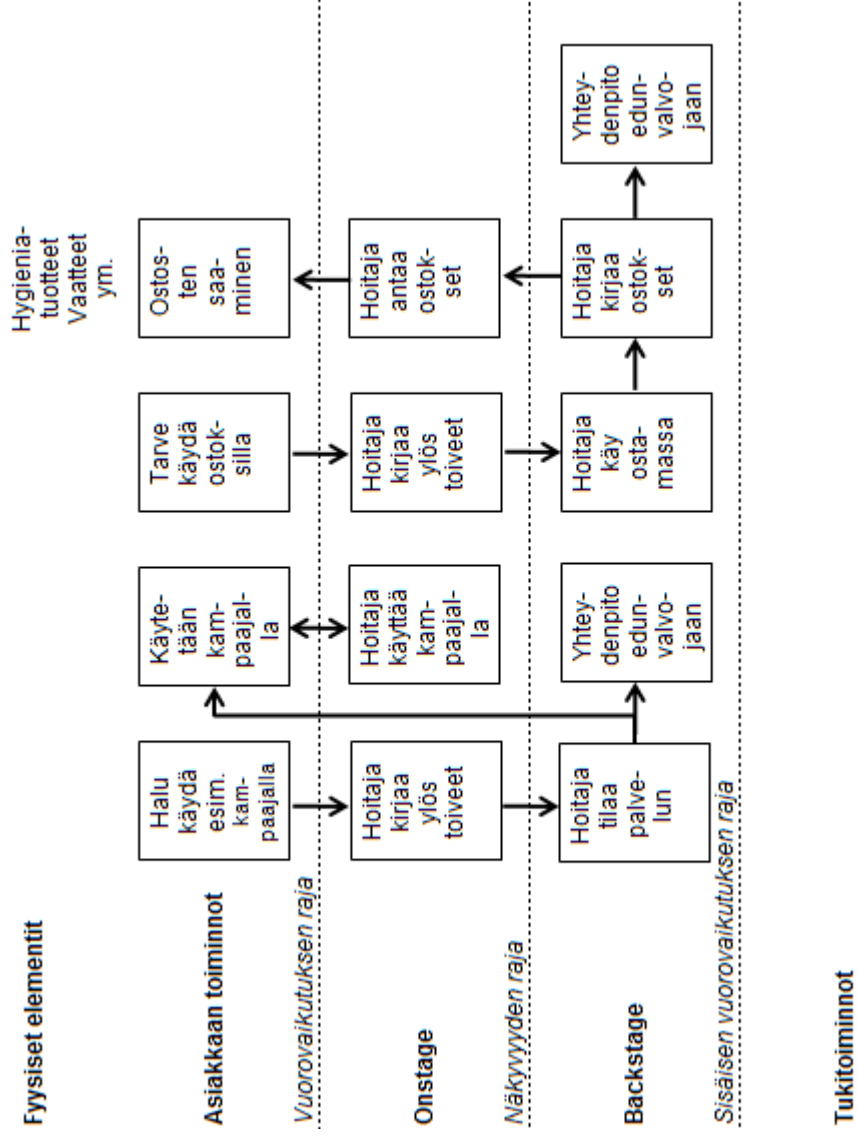 Fyysiset elementit
Hygienia-
tuotteet
Vaatteet
ym.
Asiakkaan toiminnot
Halu
käydä
esim.
kam-
paajalla
Käyte-
tään
kam-
paajal-
la
Tarve
käydä
ostok-
silla
Ostos-
ten
saa-
minen
Vuorovaikutuksen raja
Onstage
Hoitaja
kirjaa
ylös
toiveet
Hoitaja
käyttää
kam-
paajal-
la
Hoitaja
kirjaa
ylös
toiveet
Hoitaja
antaa
ostok-
set
Näkyvyyden raja
Backstage
Hoitaja
tilaa
palve-
lun
Yhtey-
denpito
edun-
valvo-
jaan
Hoitaja
käy
osta-
massa
Hoitaja
kirjaa
ostok-
set
Yhtey-
denpito
edun-
valvo-
jaan
Sisäisen vuorovaikutuksen raja
Tukitoiminnot